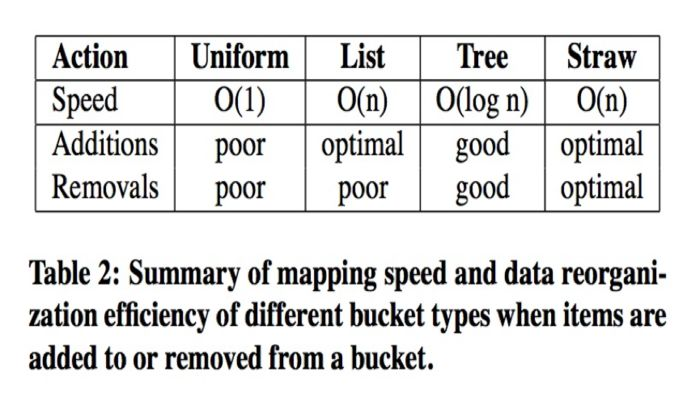 Action Uniform List Tree Straw
Speed O(1) O(n) O(log n) O(n)
Additions poor optimal good optimal
Removals poor poor good optimal
Table 2: Summary of mapping speed and data reorgani-
zation efficiency of different bucket types when items are
added to or removed from a bucket.